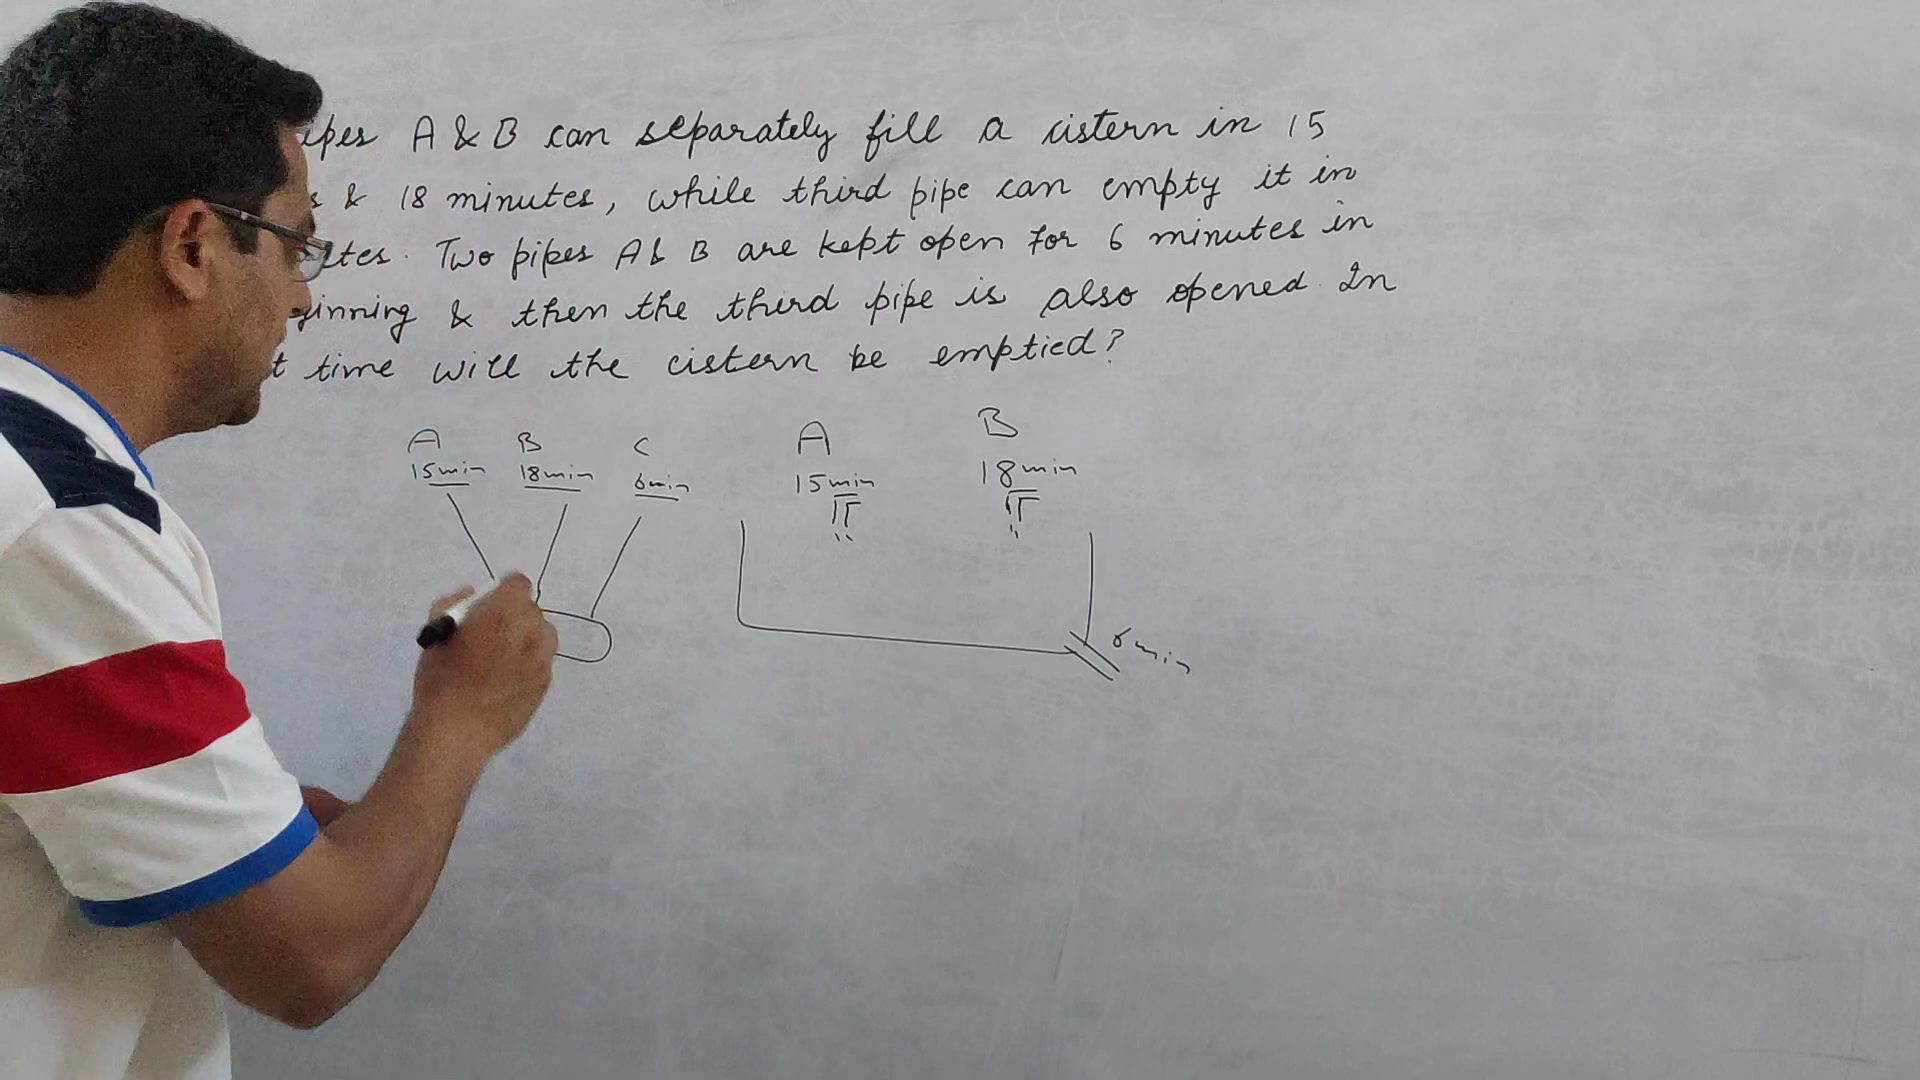 ipes A & B can separately fill a cistern in 15
s & 18 minutes, while third pipe can empty it in
tes. Two pipes A & B are kept open for 6 minutes in
ginning & then the third pipe is also opened. In
t time will the cistern be emptied?
A B C A B
15min 18min 6min 15min 18min
6min